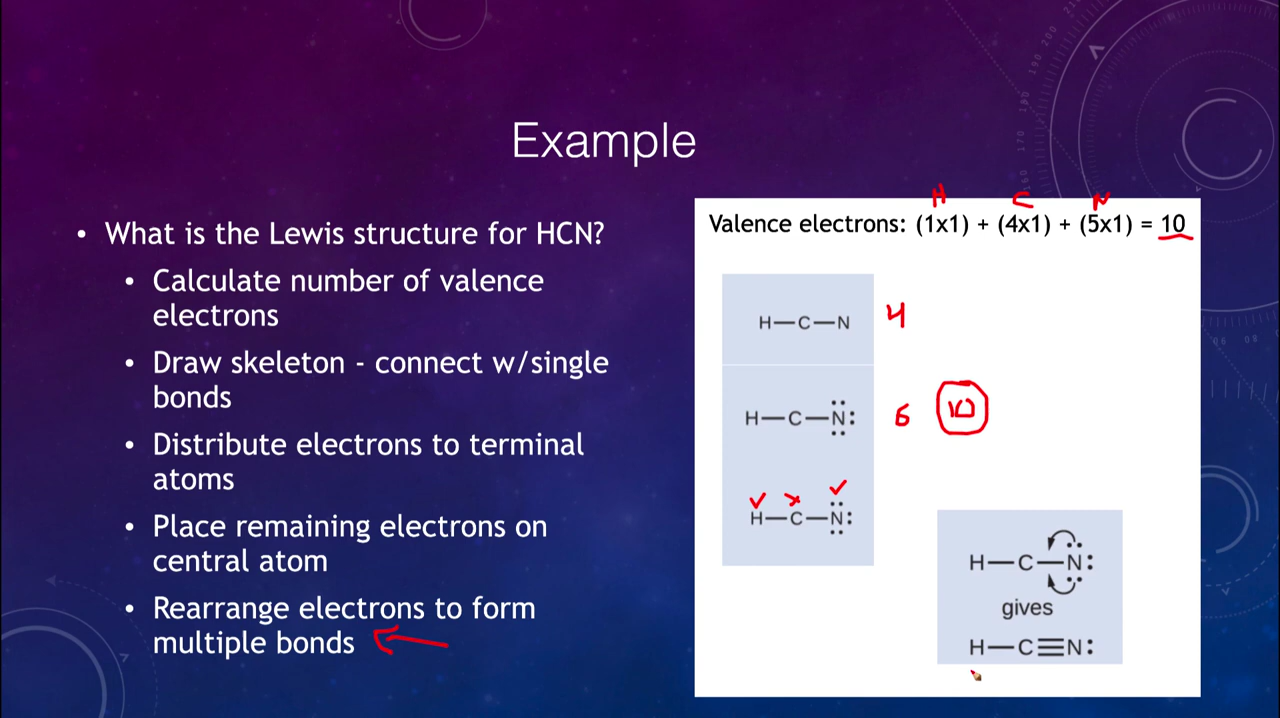 Example
• What is the Lewis structure for HCN?
• Calculate number of valence
electrons
• Draw skeleton - connect w/single
bonds
• Distribute electrons to terminal
atoms
• Place remaining electrons on
central atom
• Rearrange electrons to form
multiple bonds
H C N
Valence electrons: (1x1) + (4x1) + (5x1) = 10
H—C—N 4
H—C—N: 6 10
H—C—N:
H—C—N:
gives
H—C≡N: